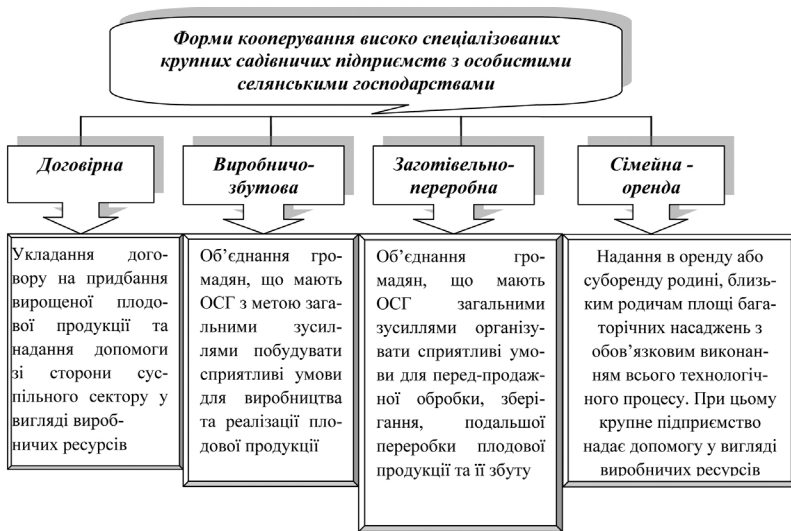 Форми кооперування високо спеціалізованих
крупних садівничих підприємств з особистими
селянськими господарствами
Договірна
Виробничо-
збутова
Заготівельно-
переробна
Сімейна -
оренда
Укладання дого-
вору на придбання
вирощеної плодо-
вої продукції та
надання допомоги
зі сторони сус-
пільного сектору у
вигляді вироб-
ничих ресурсів
Об’єднання гро-
мадян, що мають
ОСГ з метою зага-
льними зусил-
лями побудувати
сприятливі умови
для виробництва
та реалізації пло-
дової продукції
Об’єднання гро-
мадян, що мають
ОСГ загальними
зусиллями організу-
вати сприятливі умо-
ви для перед-продаж-
ної обробки, збері-
гання, подальшої
переробки плодової
продукції та її збуту
Надання в оренду або
суборенду родині, близь-
ким родичам площі бага-
торічних насаджень з
обов’язковим виконан-
ням всього технологіч-
ного процесу. При цьому
крупне підприємство
надає допомогу у вигляді
виробничих ресурсів